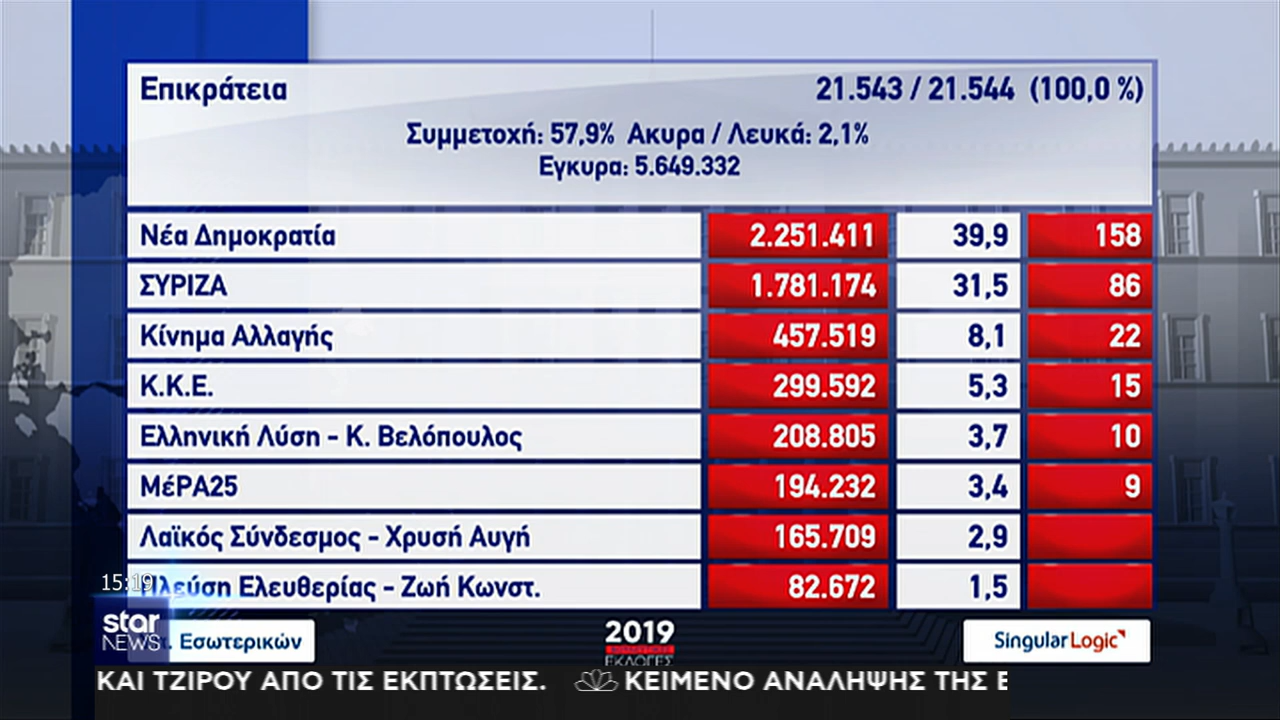 Επικράτεια 21.543 / 21.544 (100,0 %)
Συμμετοχή: 57,9% Ακυρα / Λευκά: 2,1%
Εγκυρα: 5.649.332
Νέα Δημοκρατία 2.251.411 39,9 158
ΣΥΡΙΖΑ 1.781.174 31,5 86
Κίνημα Αλλαγής 457.519 8,1 22
Κ.Κ.Ε. 299.592 5,3 15
Ελληνική Λύση - Κ. Βελόπουλος 208.805 3,7 10
ΜέΡΑ25 194.232 3,4 9
Λαϊκός Σύνδεσμος - Χρυσή Αυγή 165.709 2,9
Πλεύση Ελευθερίας - Ζωή Κωνστ. 82.672 1,5
15:19
star
NEWS
Εσωτερικών
2019
ΒΟΥΛΕΥΤΙΚΕΣ
ΕΚΛΟΓΕΣ
SingularLogic
ΚΑΙ ΤΖΙΡΟΥ ΑΠΟ ΤΙΣ ΕΚΠΤΩΣΕΙΣ. ΚΕΙΜΕΝΟ ΑΝΑΛΗΨΗΣ ΤΗΣ Ε